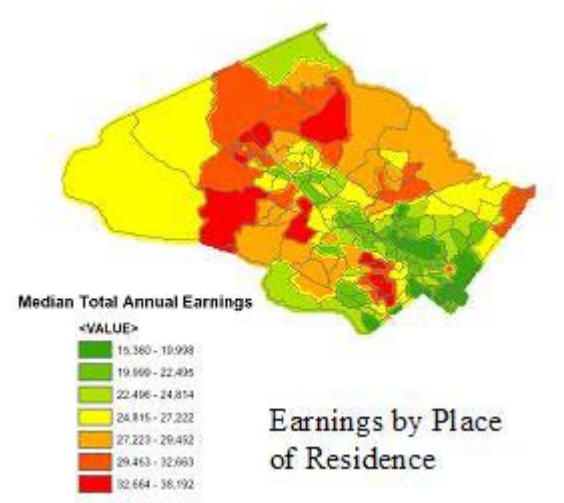 Median Total Annual Earnings
<VALUE>
15,360 - 19,998
19,999 - 22,495
22,496 - 24,814
24,815 - 27,222
27,223 - 29,452
29,453 - 32,663
32,664 - 38,192
Earnings by Place
of Residence